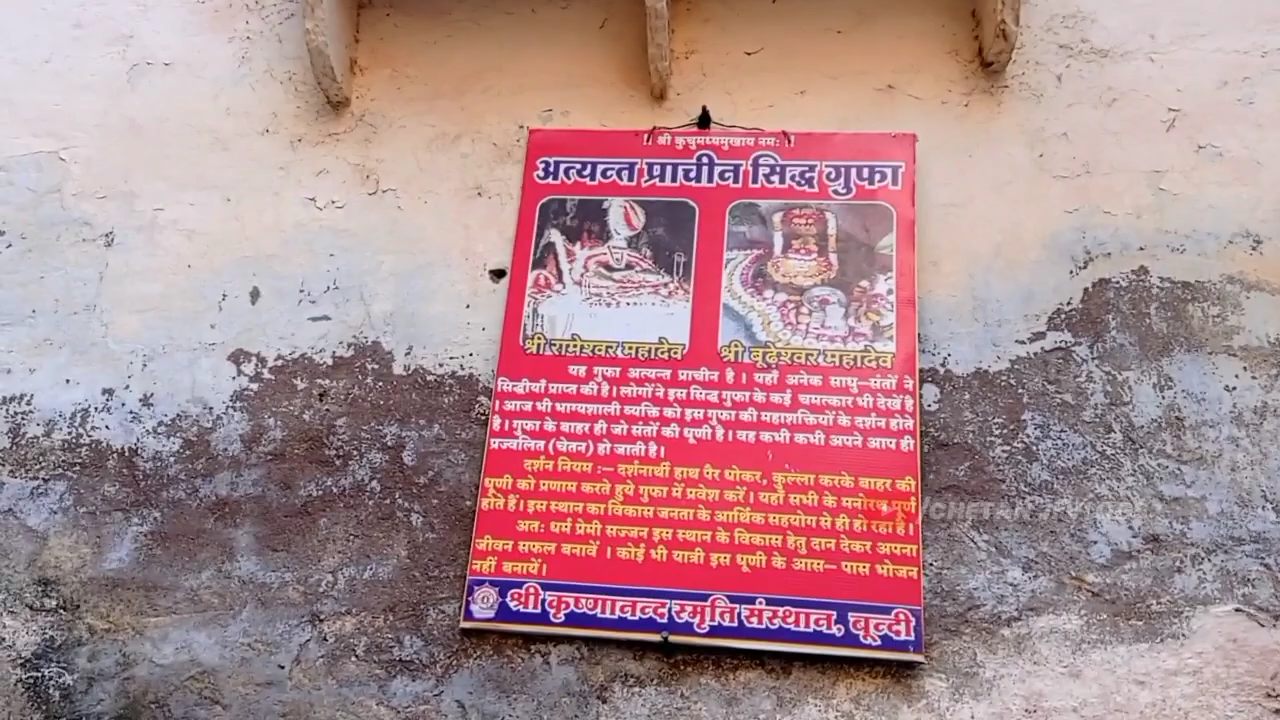 ।। श्री कुचुमध्यमुखाय नमः ।।
अत्यन्त प्राचीन सिद्ध गुफा
श्री रामेश्वर महादेव
श्री बूढेश्वर महादेव
यह गुफा अत्यन्त प्राचीन है । यहाँ अनेक साधु–संतों ने
सिद्धीयाँ प्राप्त की है। लोगों ने इस सिद्ध गुफा के कई चमत्कार भी देखें है
। आज भी भाग्यशाली व्यक्ति को इस गुफा की महाशक्तियों के दर्शन होते
है। गुफा के बाहर ही जो संतों की धूणी है। वह कभी कभी अपने आप ही
प्रज्वलित (चेतन) हो जाती है।
दर्शन नियम :– दर्शनार्थी हाथ पैर धोकर, कुल्ला करके बाहर की
धूणी को प्रणाम करते हुये गुफा में प्रवेश करें। यहाँ सभी के मनोरथ पूर्ण
होते हैं। इस स्थान का विकास जनता के आर्थिक सहयोग से ही हो रहा है।
अतः धर्म प्रेमी सज्जन इस स्थान के विकास हेतु दान देकर अपना
जीवन सफल बनावें । कोई भी यात्री इस धूणी के आस– पास भोजन
नहीं बनायें।
श्री कृष्णानन्द स्मृति संस्थान, बून्दी